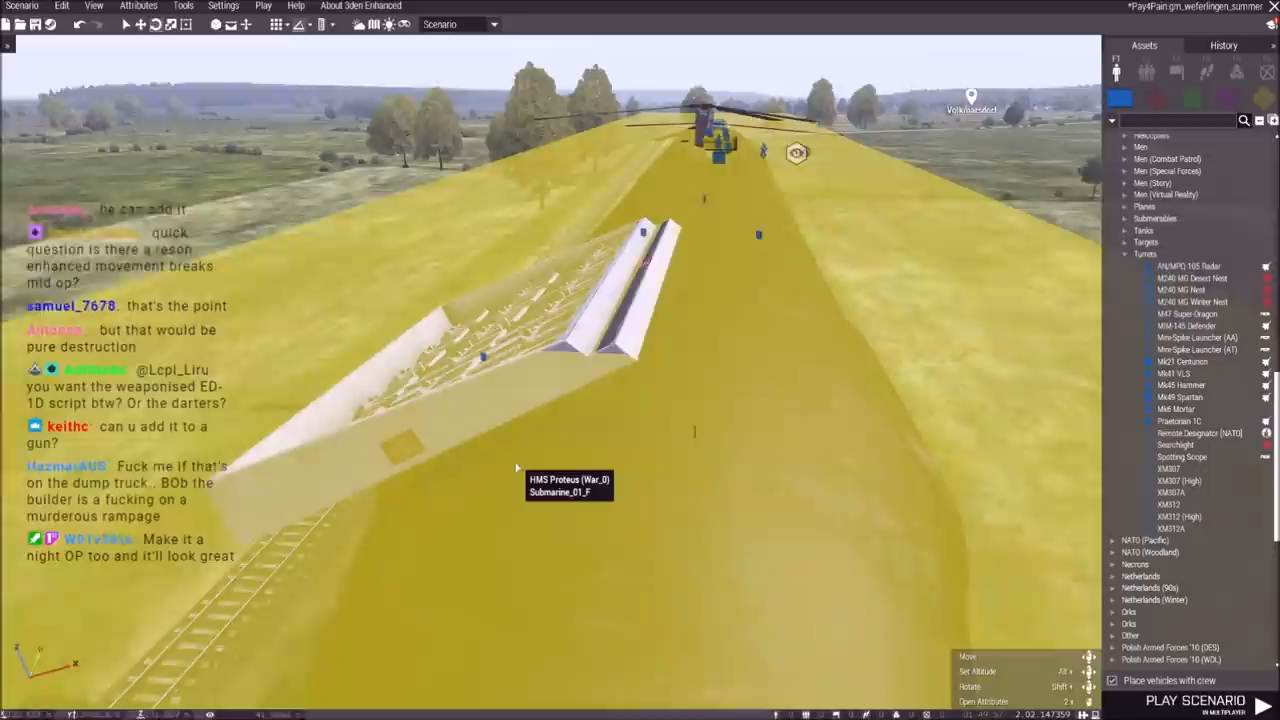 Scenario Edit View Attributes Tools Settings Play Help About 3den Enhanced
*Pay4Pain.gm_weferlingen_summer
Scenario
Assets History
F1
Volkmarsdorf
Helicopters
Men
Men (Combat Patrol)
Men (Special Forces)
Men (Story)
Men (Virtual Reality)
Planes
Submersibles
Tanks
Targets
Turrets
AN/MPQ-105 Radar
M240 MG Desert Nest
M240 MG Nest
M240 MG Winter Nest
M47 Super-Dragon
MIM-145 Defender
Mini-Spike Launcher (AA)
Mini-Spike Launcher (AT)
Mk21 Centurion
Mk41 VLS
Mk45 Hammer
Mk49 Spartan
Mk6 Mortar
Praetorian 1C
Remote Designator [NATO]
Searchlight
Spotting Scope
XM307
XM307 (High)
XM307A
XM312
XM312 (High)
XM312A
NATO (Pacific)
NATO (Woodland)
Necrons
Netherlands
Netherlands (90s)
Netherlands (Winter)
Orks
Orks
Other
Polish Armed Forces '10 (DES)
Polish Armed Forces '10 (WDL)
Place vehicles with crew
PLAY SCENARIO
IN MULTIPLAYER
he can add it
quick
question is there a reson
enhanced movement breaks
mid op?
samuel_7678: that's the point
but that would be
pure destruction
@Lcpl_Liru
you want the weaponised ED-
1D script btw? Or the darters?
keithc: can u add it to a
gun?
HazmarAUS: Fuck me if that's
on the dump truck.. BOb the
builder is a fucking on a
murderous rampage
Make it a
night OP too and it'll look great
HMS Proteus (War_0)
Submarine_01_F
Move
Set Altitude Alt +
Rotate Shift +
Open Attributes 2 x
2.02.147359